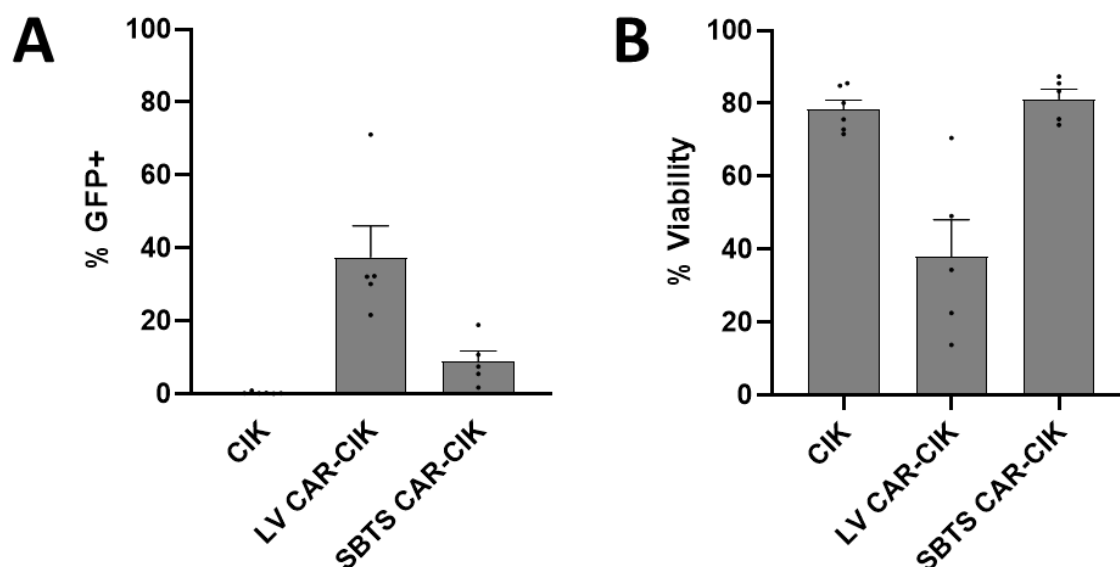 A
% GFP+
100
80
60
40
20
0
CIK
LV CAR-CIK
SBTS CAR-CIK
B
% Viability
100
80
60
40
20
0
CIK
LV CAR-CIK
SBTS CAR-CIK